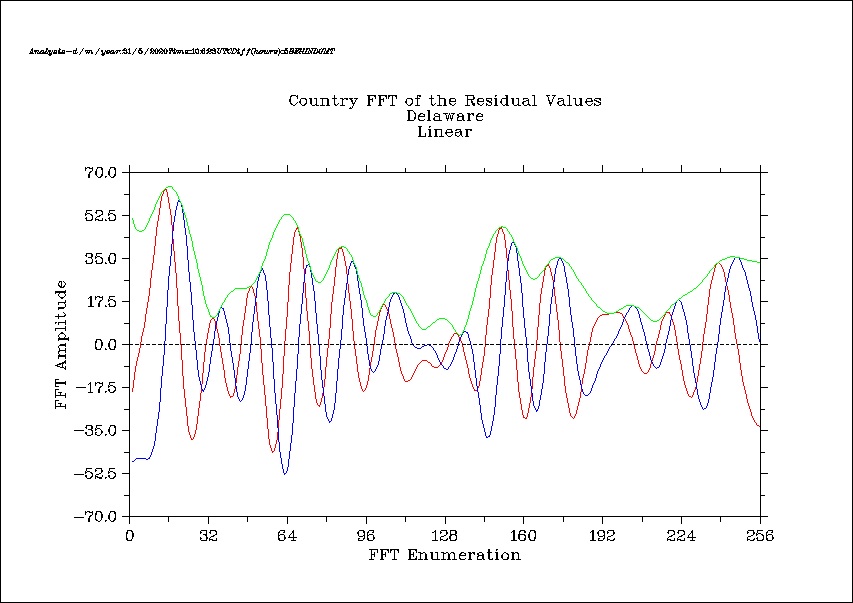 Country FFT of the Residual Values
Delaware
Linear
FFT Amplitude
70.0
52.5
35.0
17.5
0.0
-17.5
-35.0
-52.5
-70.0
0 32 64 96 128 160 192 224 256
FFT Enumeration